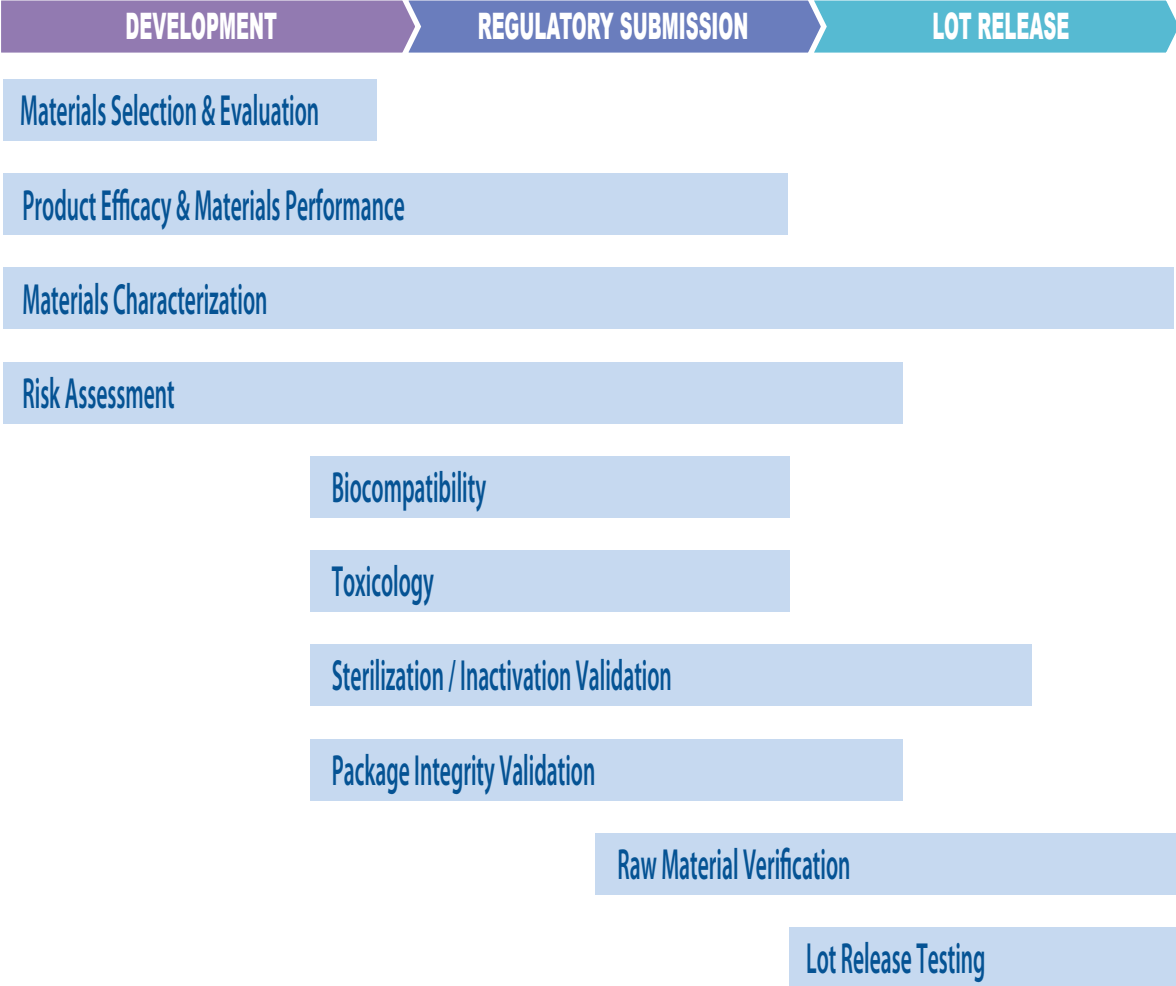 DEVELOPMENT
REGULATORY SUBMISSION
LOT RELEASE
Materials Selection & Evaluation
Product Efficacy & Materials Performance
Materials Characterization
Risk Assessment
Biocompatibility
Toxicology
Sterilization / Inactivation Validation
Package Integrity Validation
Raw Material Verification
Lot Release Testing